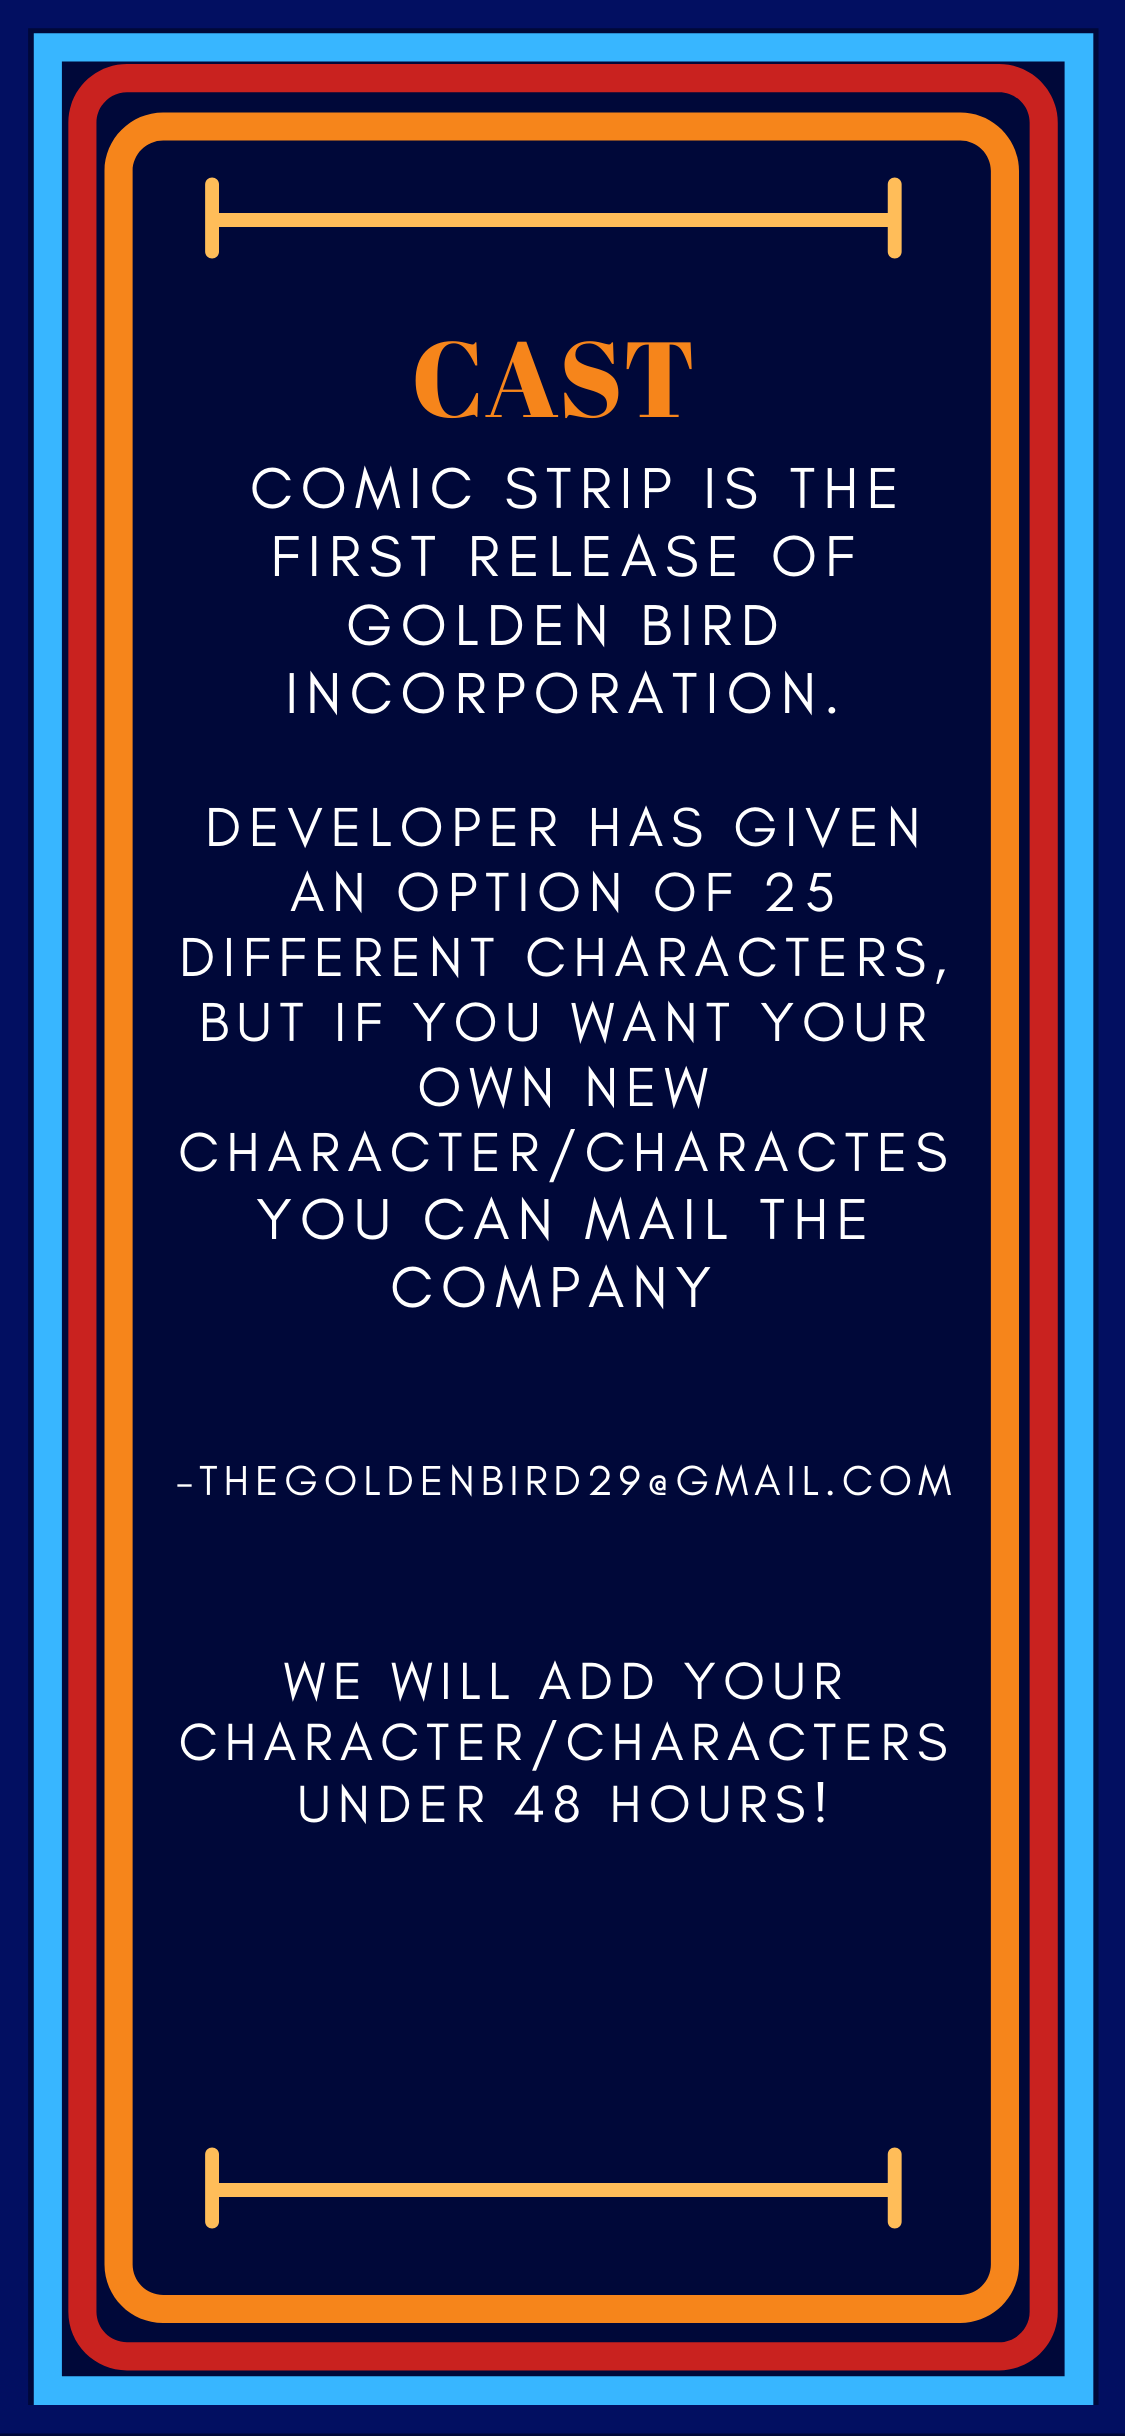 CAST
COMIC STRIP IS THE
FIRST RELEASE OF
GOLDEN BIRD
INCORPORATION.
DEVELOPER HAS GIVEN
AN OPTION OF 25
DIFFERENT CHARACTERS,
BUT IF YOU WANT YOUR
OWN NEW
CHARACTER/CHARACTES
YOU CAN MAIL THE
COMPANY
-THEGOLDENBIRD29@GMAIL.COM
WE WILL ADD YOUR
CHARACTER/CHARACTERS
UNDER 48 HOURS!